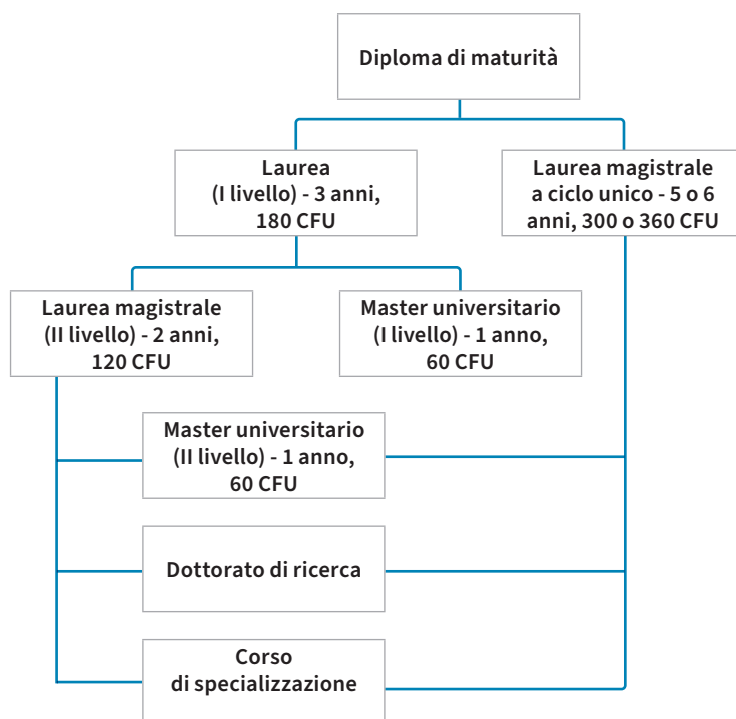 Diploma di maturità
Laurea
(I livello) - 3 anni,
180 CFU
Laurea magistrale
a ciclo unico - 5 o 6
anni, 300 o 360 CFU
Laurea magistrale
(II livello) - 2 anni,
120 CFU
Master universitario
(I livello) - 1 anno,
60 CFU
Master universitario
(II livello) - 1 anno,
60 CFU
Dottorato di ricerca
Corso
di specializzazione